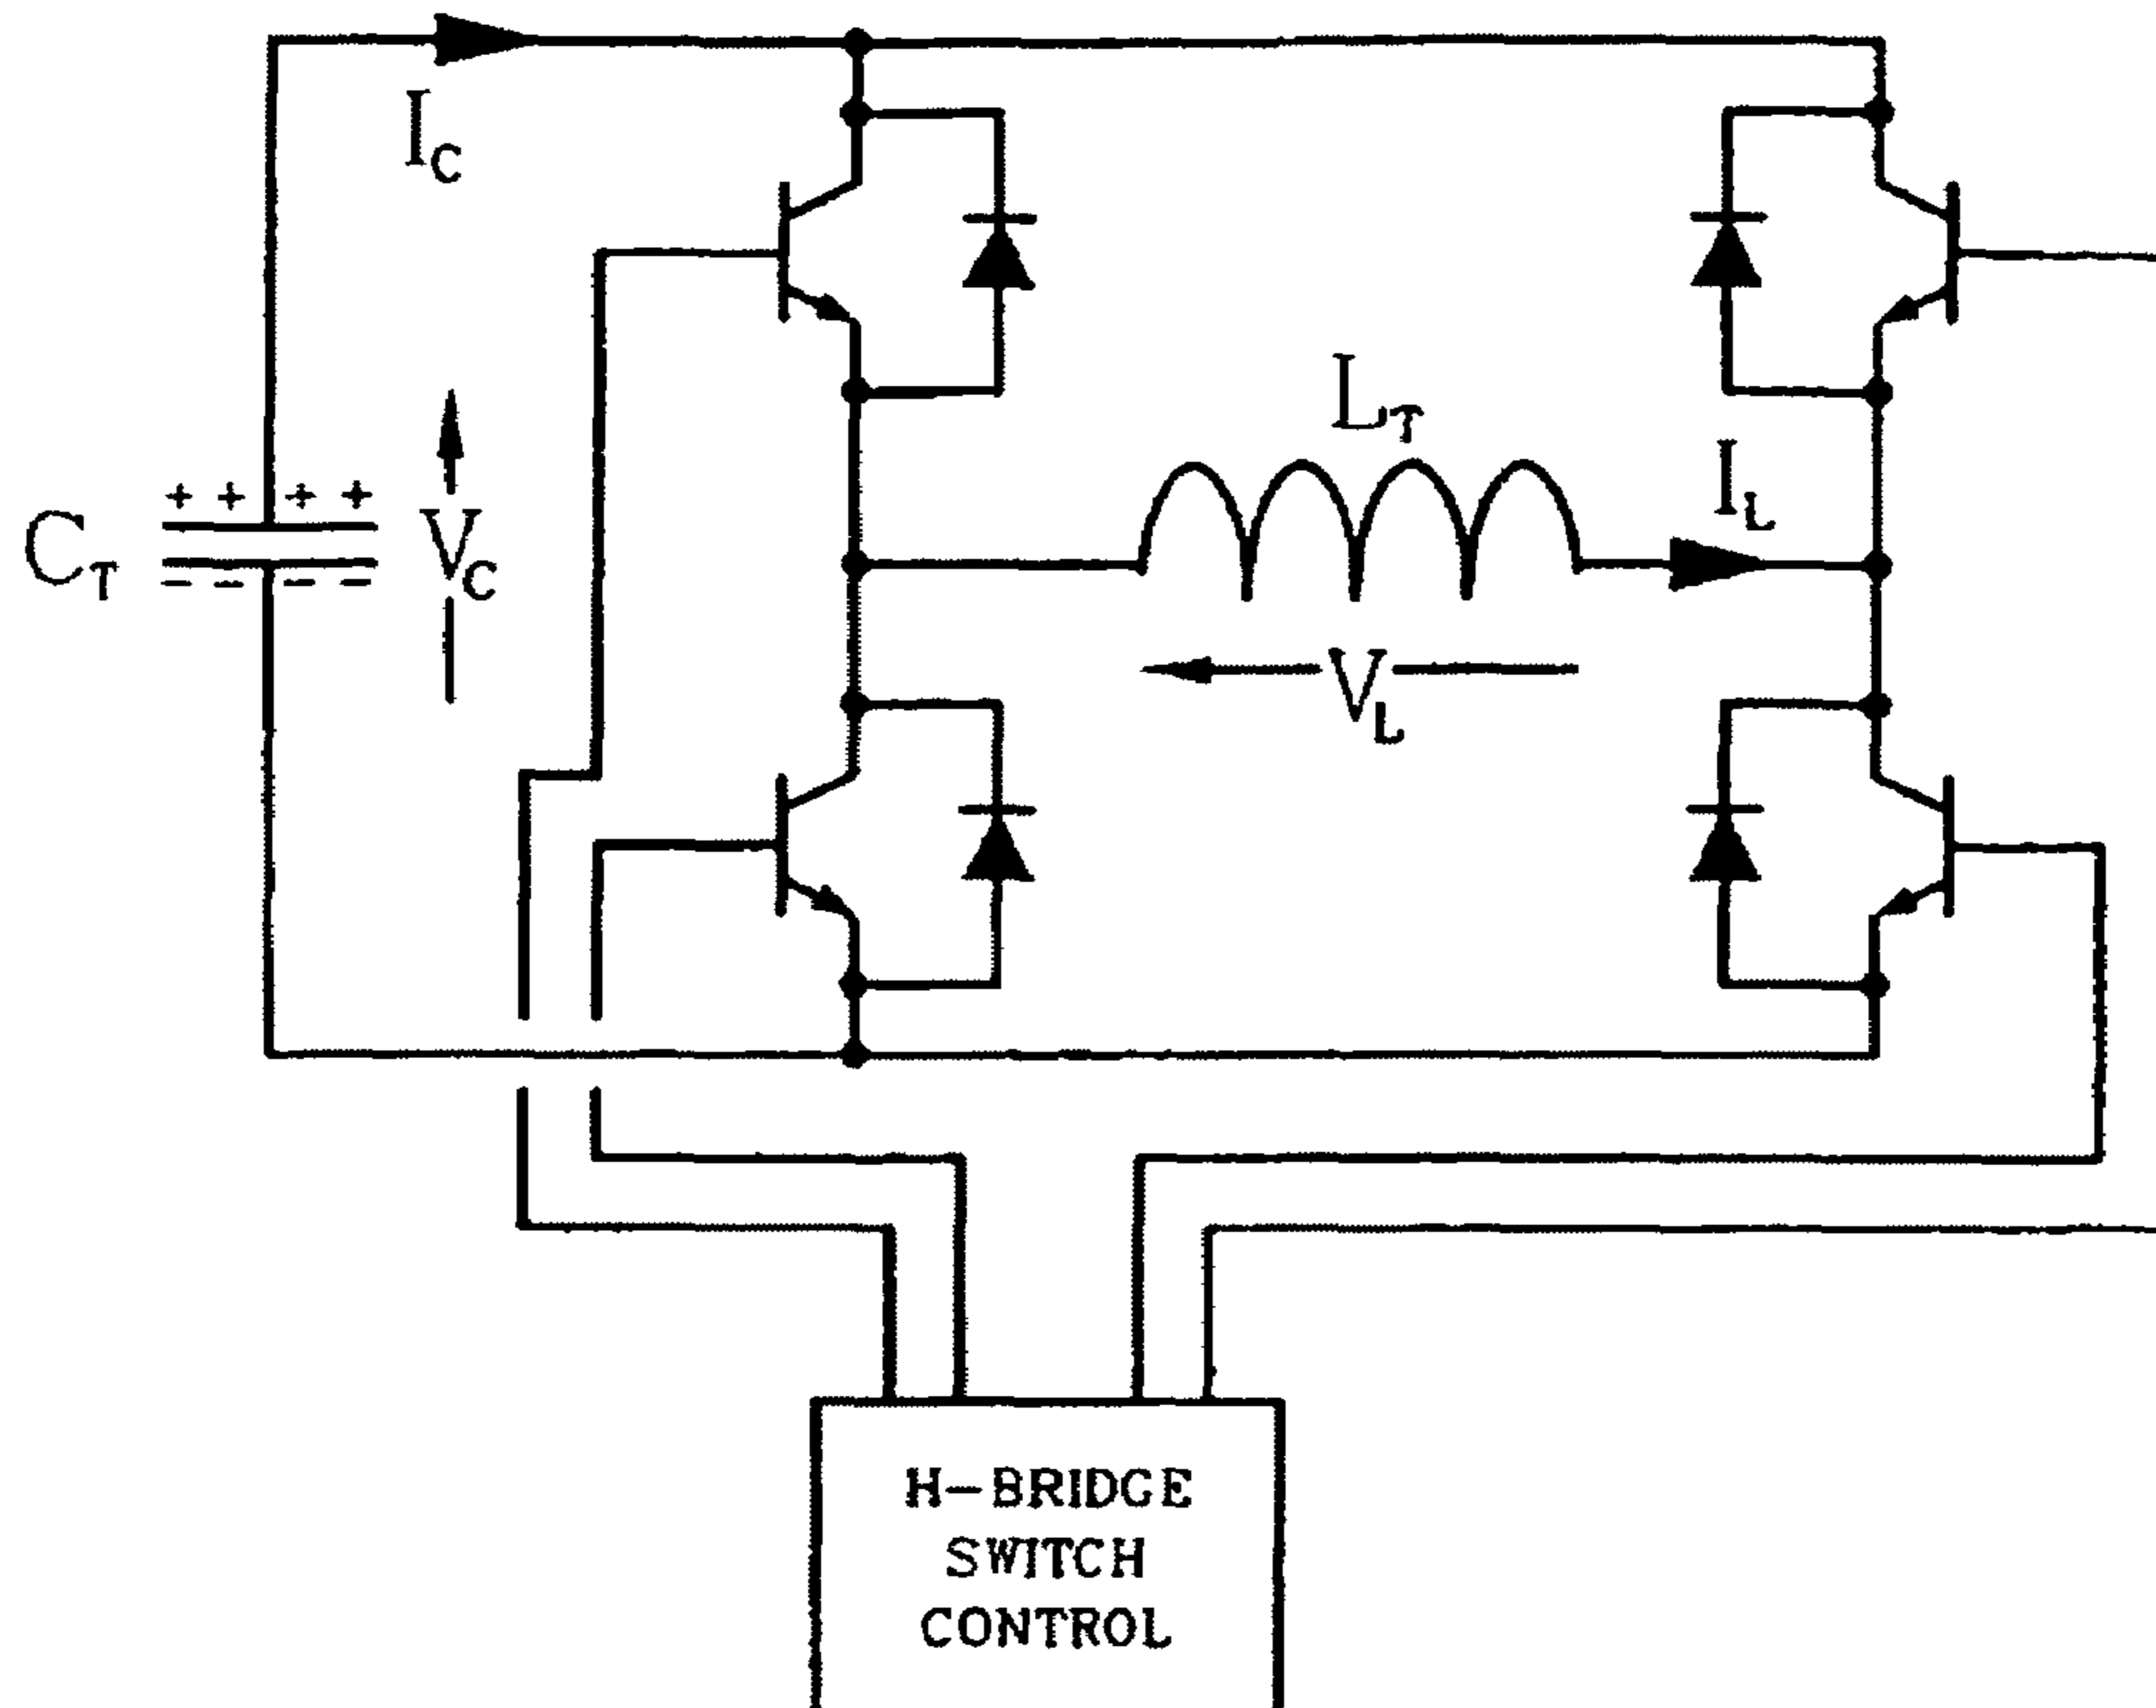 I_C
+ + + +
C_T
V_C
− − − −
L_T
I_L
V_L
H-BRIDGE
SWITCH
CONTROL